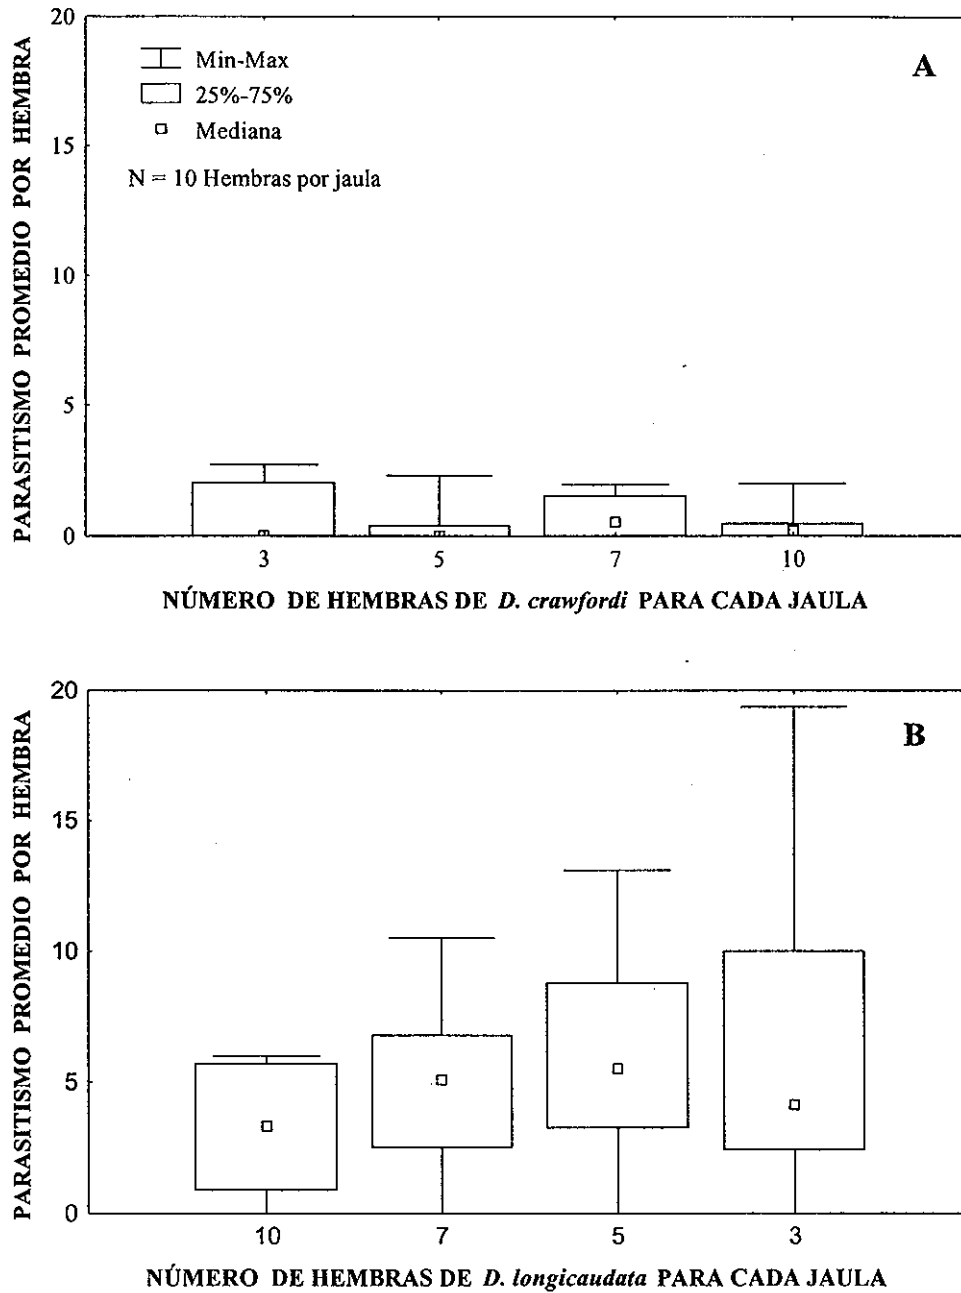 A
Min-Max
25%-75%
Mediana
N = 10 Hembras por jaula
PARASITISMO PROMEDIO POR HEMBRA
20
15
10
5
0
3 5 7 10
NÚMERO DE HEMBRAS DE D. crawfordi PARA CADA JAULA
B
PARASITISMO PROMEDIO POR HEMBRA
20
15
10
5
0
10 7 5 3
NÚMERO DE HEMBRAS DE D. longicaudata PARA CADA JAULA